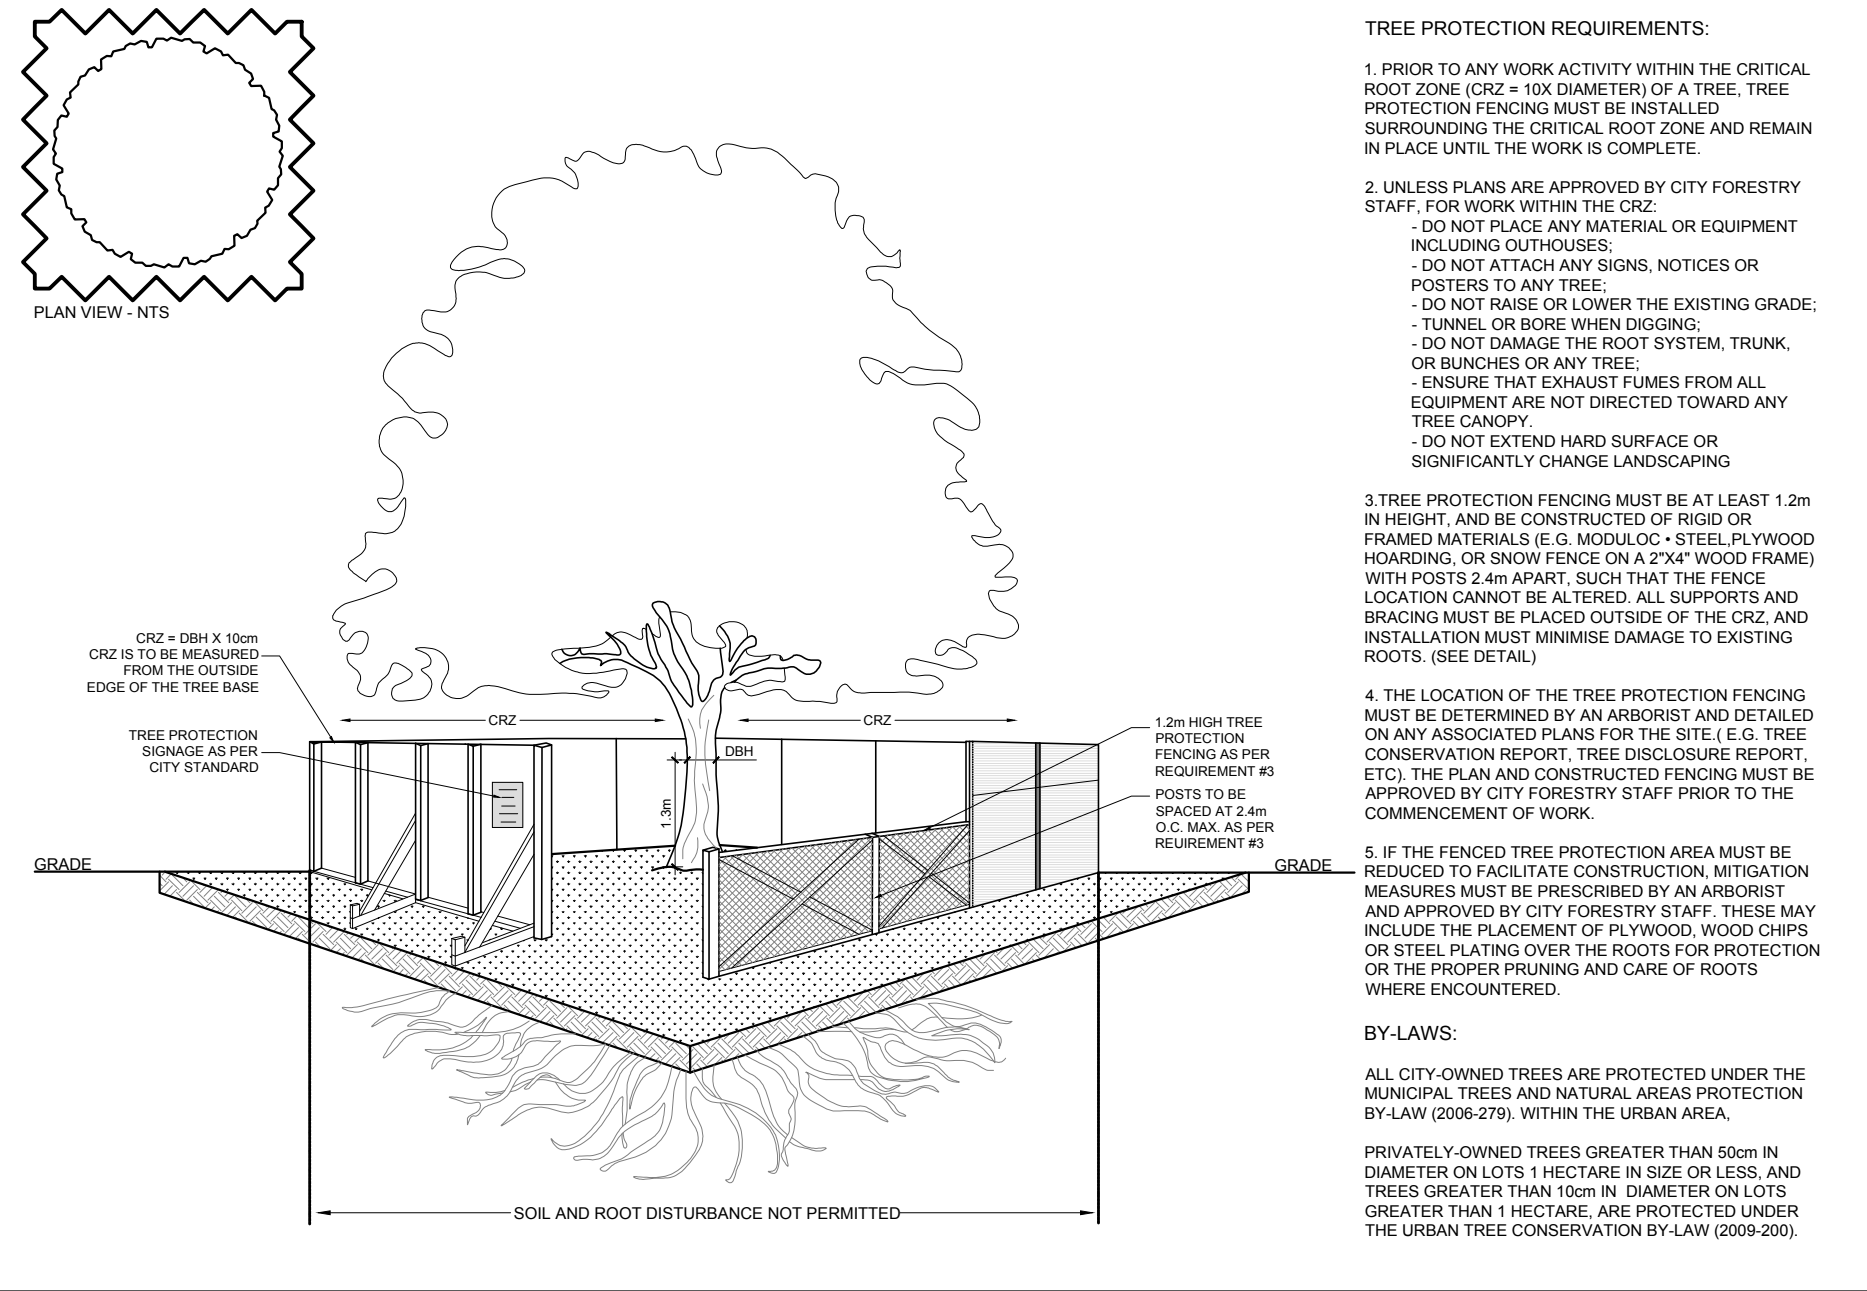 PLAN VIEW - NTS
CRZ = DBH X 10cm
CRZ IS TO BE MEASURED
FROM THE OUTSIDE
EDGE OF THE TREE BASE
TREE PROTECTION
SIGNAGE AS PER
CITY STANDARD
GRADE
CRZ
CRZ
DBH
1.3m
1.2m HIGH TREE
PROTECTION
FENCING AS PER
REQUIREMENT #3
POSTS TO BE
SPACED AT 2.4m
O.C. MAX. AS PER
REUIREMENT #3
GRADE
SOIL AND ROOT DISTURBANCE NOT PERMITTED
TREE PROTECTION REQUIREMENTS:
1. PRIOR TO ANY WORK ACTIVITY WITHIN THE CRITICAL
ROOT ZONE (CRZ = 10X DIAMETER) OF A TREE, TREE
PROTECTION FENCING MUST BE INSTALLED
SURROUNDING THE CRITICAL ROOT ZONE AND REMAIN
IN PLACE UNTIL THE WORK IS COMPLETE.
2. UNLESS PLANS ARE APPROVED BY CITY FORESTRY
STAFF, FOR WORK WITHIN THE CRZ:
- DO NOT PLACE ANY MATERIAL OR EQUIPMENT
INCLUDING OUTHOUSES;
- DO NOT ATTACH ANY SIGNS, NOTICES OR
POSTERS TO ANY TREE;
- DO NOT RAISE OR LOWER THE EXISTING GRADE;
- TUNNEL OR BORE WHEN DIGGING;
- DO NOT DAMAGE THE ROOT SYSTEM, TRUNK,
OR BUNCHES OR ANY TREE;
- ENSURE THAT EXHAUST FUMES FROM ALL
EQUIPMENT ARE NOT DIRECTED TOWARD ANY
TREE CANOPY.
- DO NOT EXTEND HARD SURFACE OR
SIGNIFICANTLY CHANGE LANDSCAPING
3.TREE PROTECTION FENCING MUST BE AT LEAST 1.2m
IN HEIGHT, AND BE CONSTRUCTED OF RIGID OR
FRAMED MATERIALS (E.G. MODULOC • STEEL,PLYWOOD
HOARDING, OR SNOW FENCE ON A 2"X4" WOOD FRAME)
WITH POSTS 2.4m APART, SUCH THAT THE FENCE
LOCATION CANNOT BE ALTERED. ALL SUPPORTS AND
BRACING MUST BE PLACED OUTSIDE OF THE CRZ, AND
INSTALLATION MUST MINIMISE DAMAGE TO EXISTING
ROOTS. (SEE DETAIL)
4. THE LOCATION OF THE TREE PROTECTION FENCING
MUST BE DETERMINED BY AN ARBORIST AND DETAILED
ON ANY ASSOCIATED PLANS FOR THE SITE.( E.G. TREE
CONSERVATION REPORT, TREE DISCLOSURE REPORT,
ETC). THE PLAN AND CONSTRUCTED FENCING MUST BE
APPROVED BY CITY FORESTRY STAFF PRIOR TO THE
COMMENCEMENT OF WORK.
5. IF THE FENCED TREE PROTECTION AREA MUST BE
REDUCED TO FACILITATE CONSTRUCTION, MITIGATION
MEASURES MUST BE PRESCRIBED BY AN ARBORIST
AND APPROVED BY CITY FORESTRY STAFF. THESE MAY
INCLUDE THE PLACEMENT OF PLYWOOD, WOOD CHIPS
OR STEEL PLATING OVER THE ROOTS FOR PROTECTION
OR THE PROPER PRUNING AND CARE OF ROOTS
WHERE ENCOUNTERED.
BY-LAWS:
ALL CITY-OWNED TREES ARE PROTECTED UNDER THE
MUNICIPAL TREES AND NATURAL AREAS PROTECTION
BY-LAW (2006-279). WITHIN THE URBAN AREA,
PRIVATELY-OWNED TREES GREATER THAN 50cm IN
DIAMETER ON LOTS 1 HECTARE IN SIZE OR LESS, AND
TREES GREATER THAN 10cm IN DIAMETER ON LOTS
GREATER THAN 1 HECTARE, ARE PROTECTED UNDER
THE URBAN TREE CONSERVATION BY-LAW (2009-200).